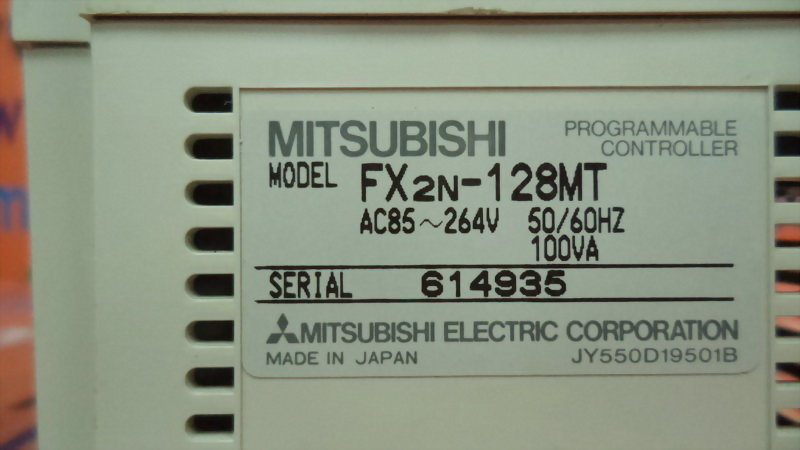 MITSUBISHI PROGRAMMABLE
CONTROLLER
MODEL FX2N-128MT
AC85~264V 50/60HZ
100VA
SERIAL 614935
MITSUBISHI ELECTRIC CORPORATION
MADE IN JAPAN JY550D19501B